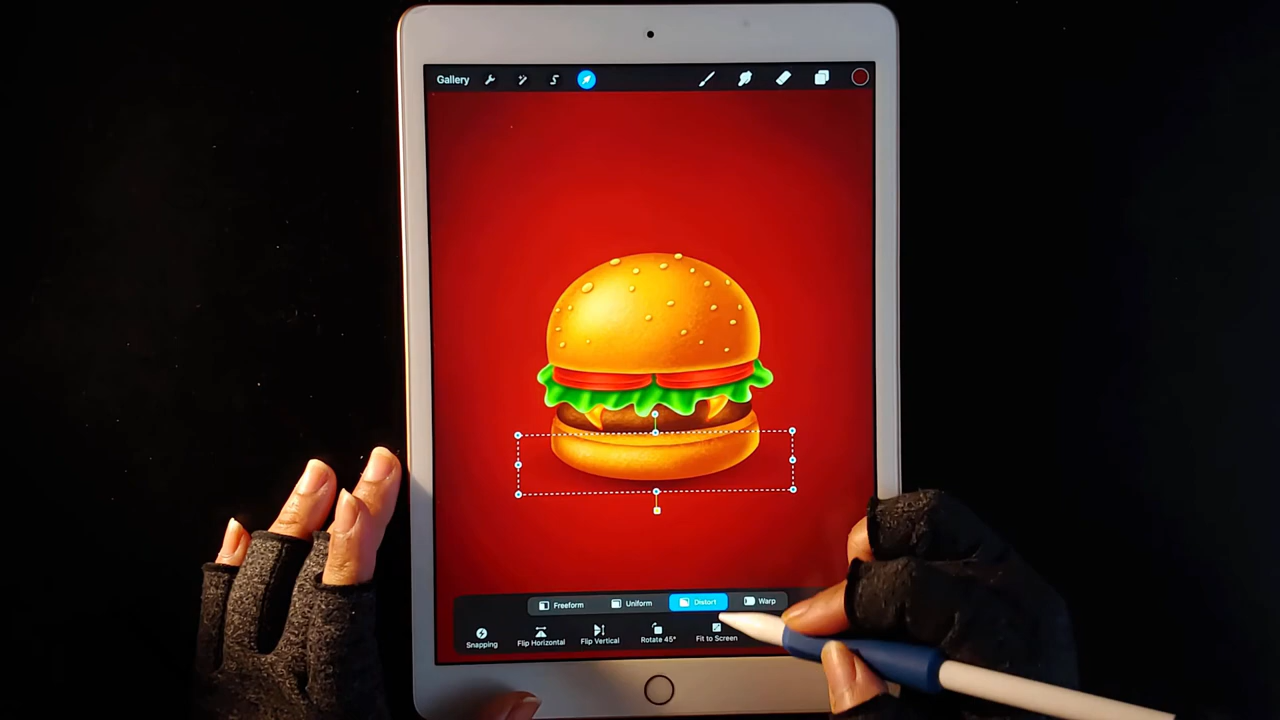 Gallery
Freeform Uniform Distort Warp
Snapping Flip Horizontal Flip Vertical Rotate 45° Fit to Screen